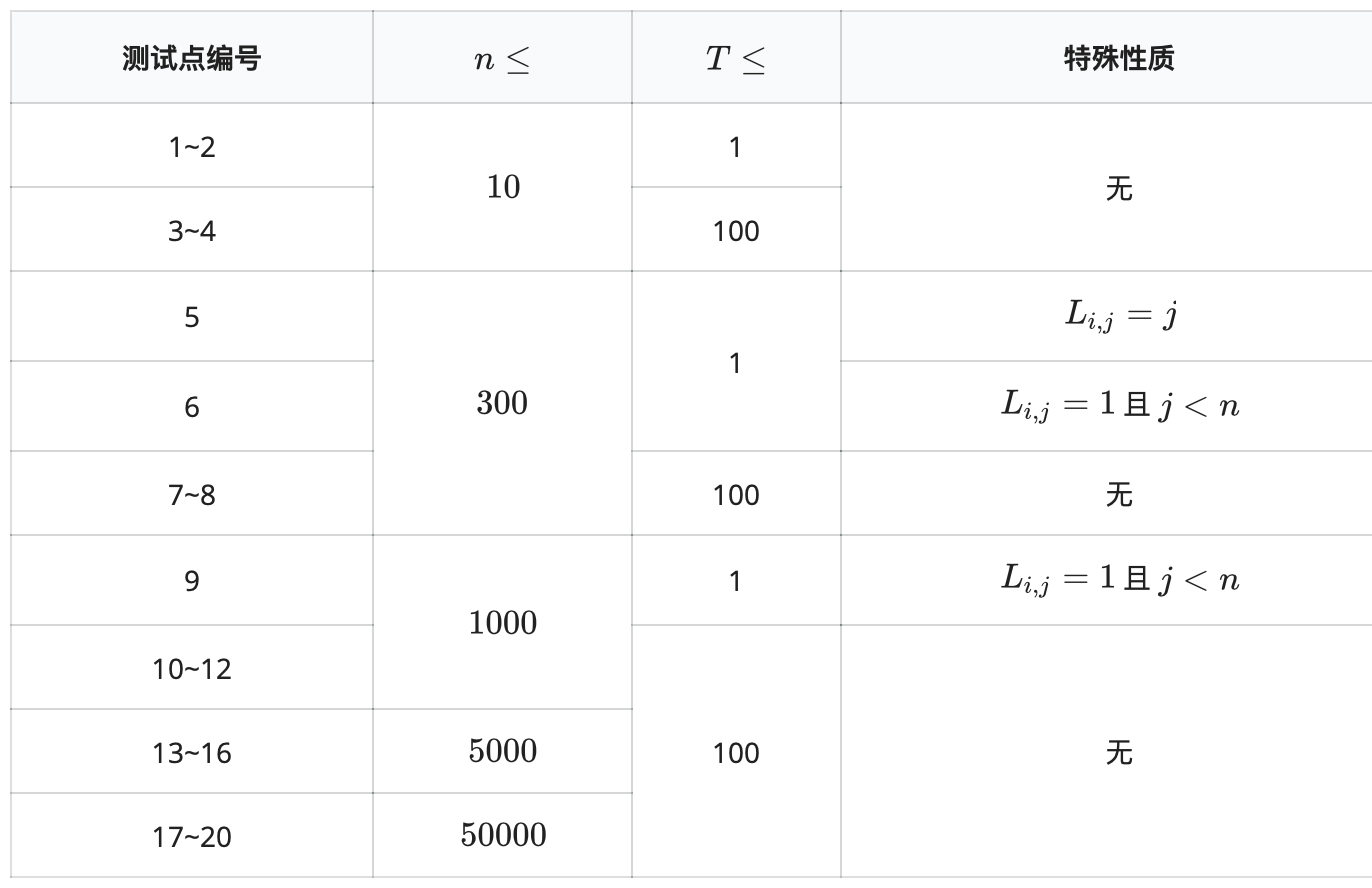 测试点编号 n ≤ T ≤ 特殊性质
1~2 10 1 无
3~4 100
5 300 1 L_{i,j} = j
6 L_{i,j} = 1 且 j < n
7~8 100 无
9 1000 1 L_{i,j} = 1 且 j < n
10~12 100 无
13~16 5000
17~20 50000